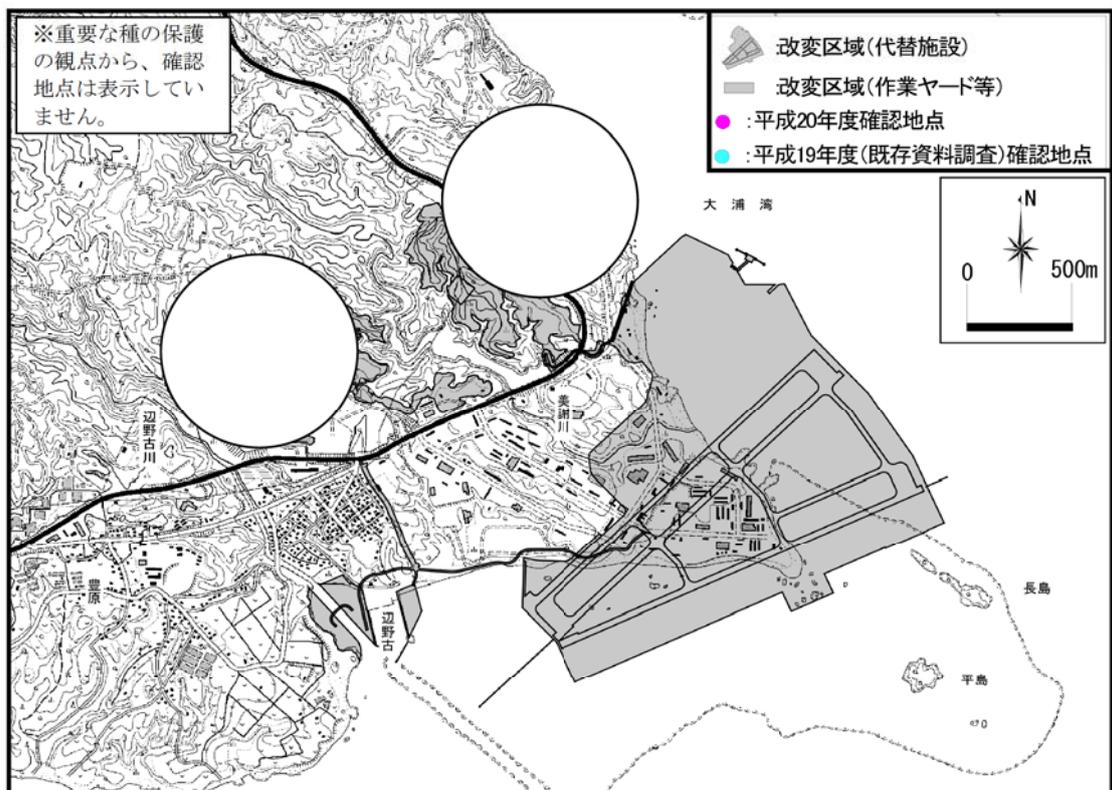 ※重要な種の保護
の観点から、確認
地点は表示してい
ません。
:改変区域(代替施設)
:改変区域(作業ヤード等)
:平成20年度確認地点
:平成19年度(既存資料調査)確認地点
大浦湾
N
0 500m
辺野古川
美謝川
豊原
辺野古
長島
平島